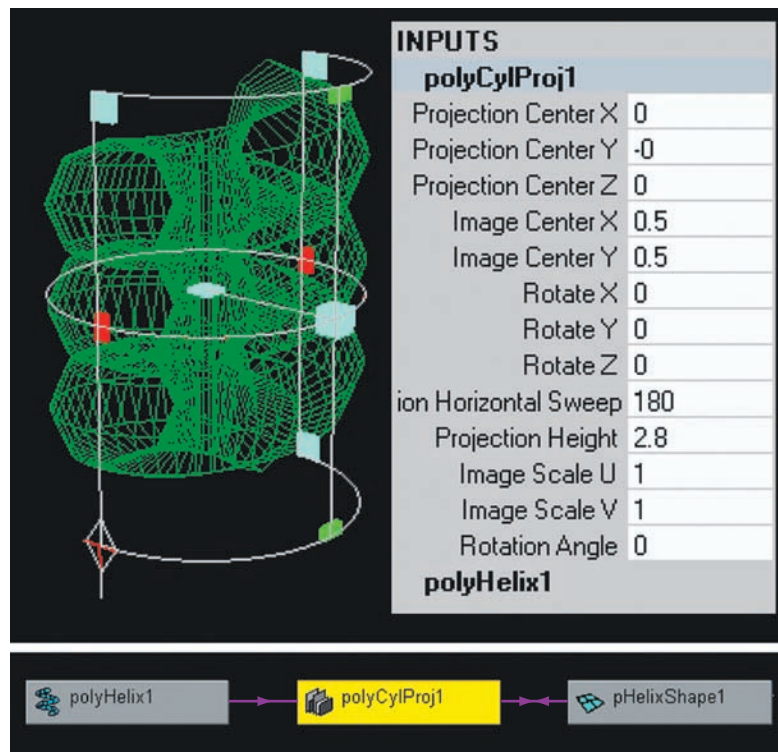 INPUTS
polyCylProj1
Projection Center X 0
Projection Center Y -0
Projection Center Z 0
Image Center X 0.5
Image Center Y 0.5
Rotate X 0
Rotate Y 0
Rotate Z 0
ion Horizontal Sweep 180
Projection Height 2.8
Image Scale U 1
Image Scale V 1
Rotation Angle 0
polyHelix1
polyHelix1 polyCylProj1 pHelixShape1